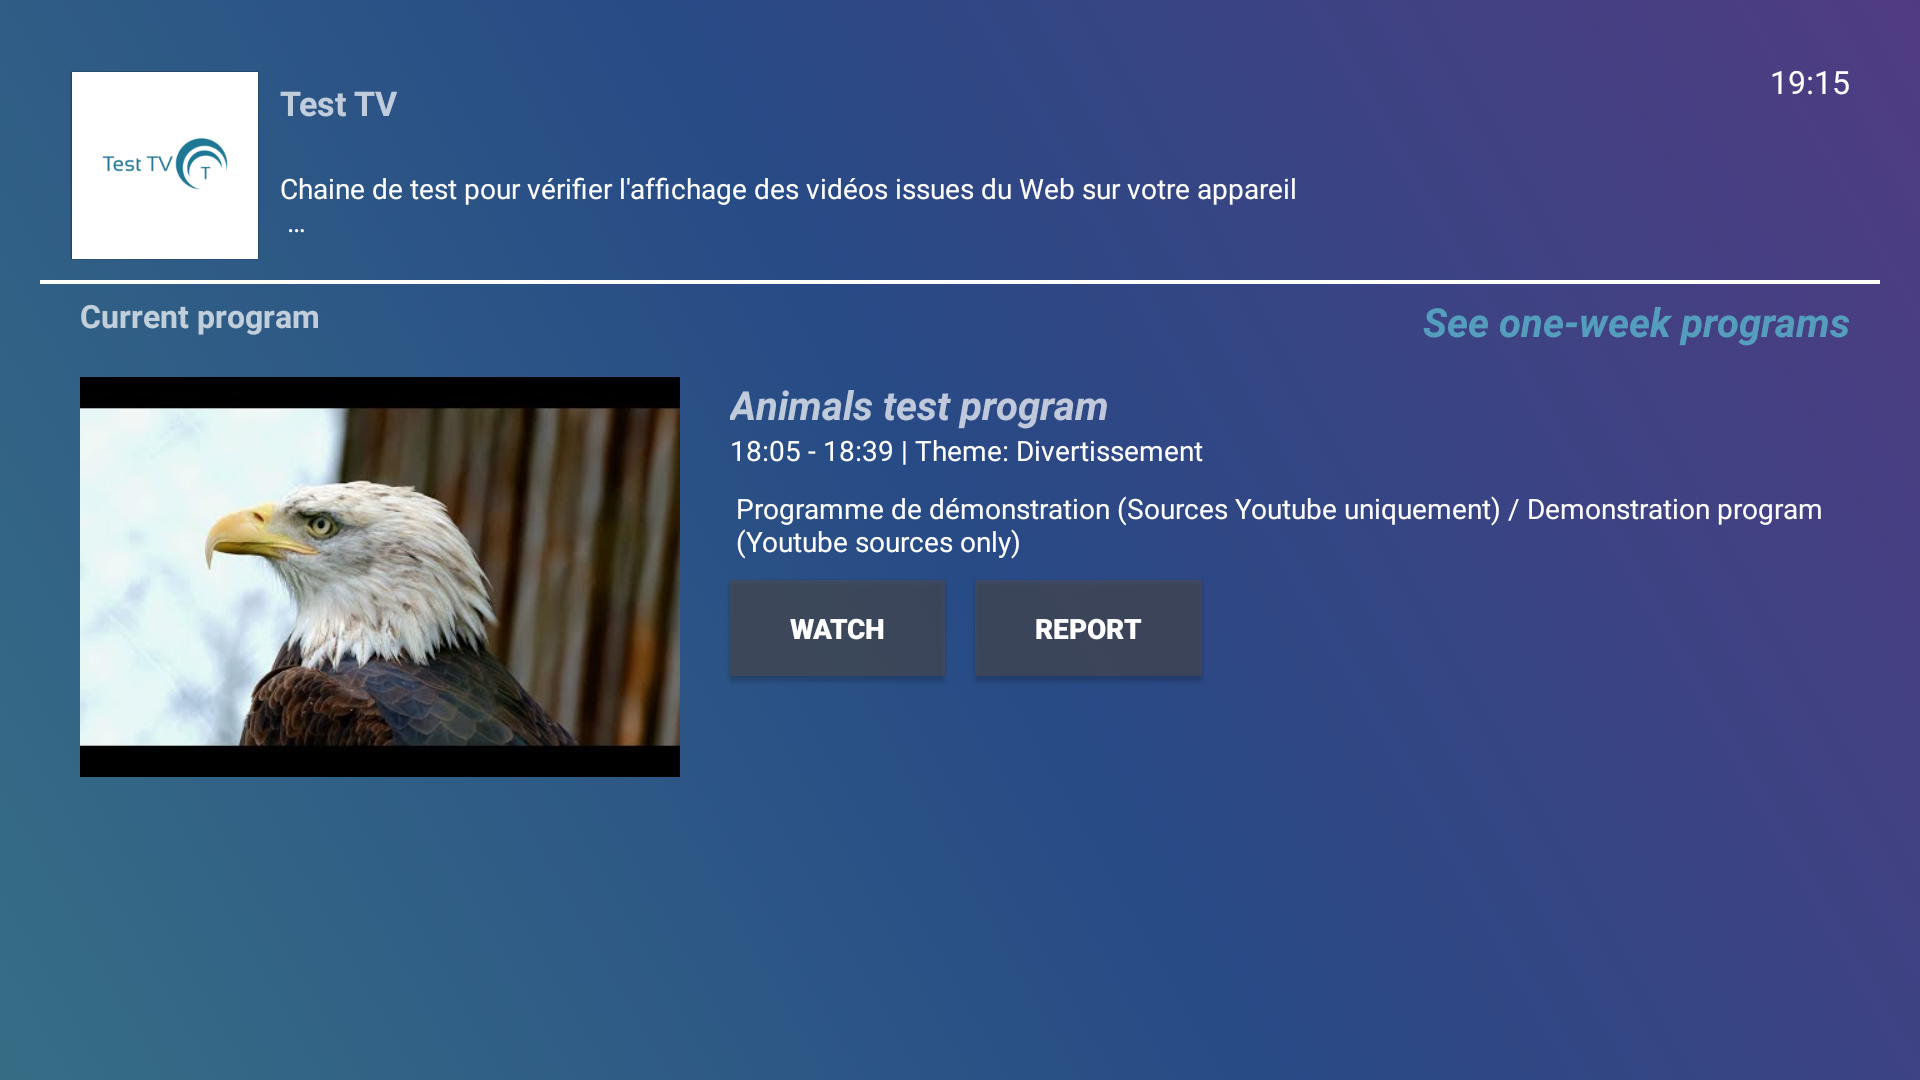 Test TV
T
Test TV
19:15
Chaine de test pour vérifier l'affichage des vidéos issues du Web sur votre appareil
...
Current program
See one-week programs
Animals test program
18:05 - 18:39 | Theme: Divertissement
Programme de démonstration (Sources Youtube uniquement) / Demonstration program
(Youtube sources only)
WATCH
REPORT